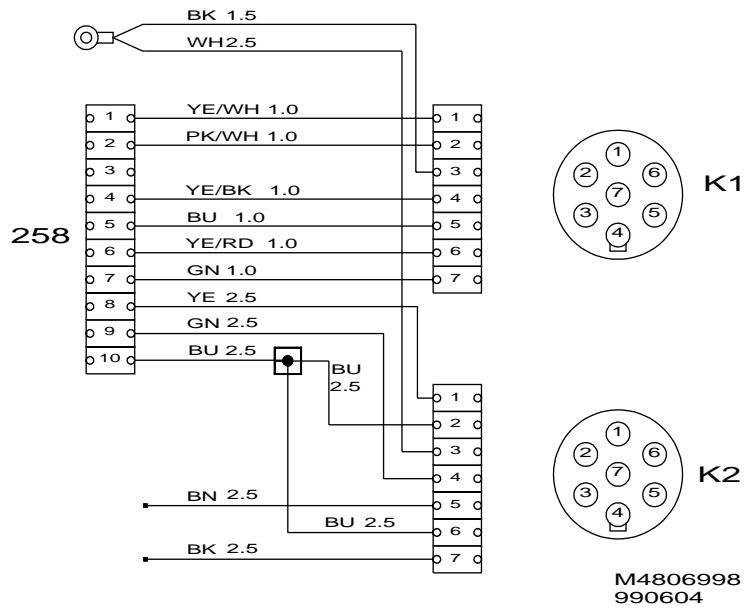 BK 1.5
WH2.5
1 YE/WH 1.0 1
2 PK/WH 1.0 2
3 3
4 YE/BK 1.0 4
5 BU 1.0 5
6 YE/RD 1.0 6
7 GN 1.0 7
8 YE 2.5
9 GN 2.5
10 BU 2.5
258
1
2 6
7
3 5
4
K1
BU
2.5
1
2
3
4
BN 2.5 5
BU 2.5 6
BK 2.5 7
1
2 6
7
3 5
4
K2
M4806998
990604